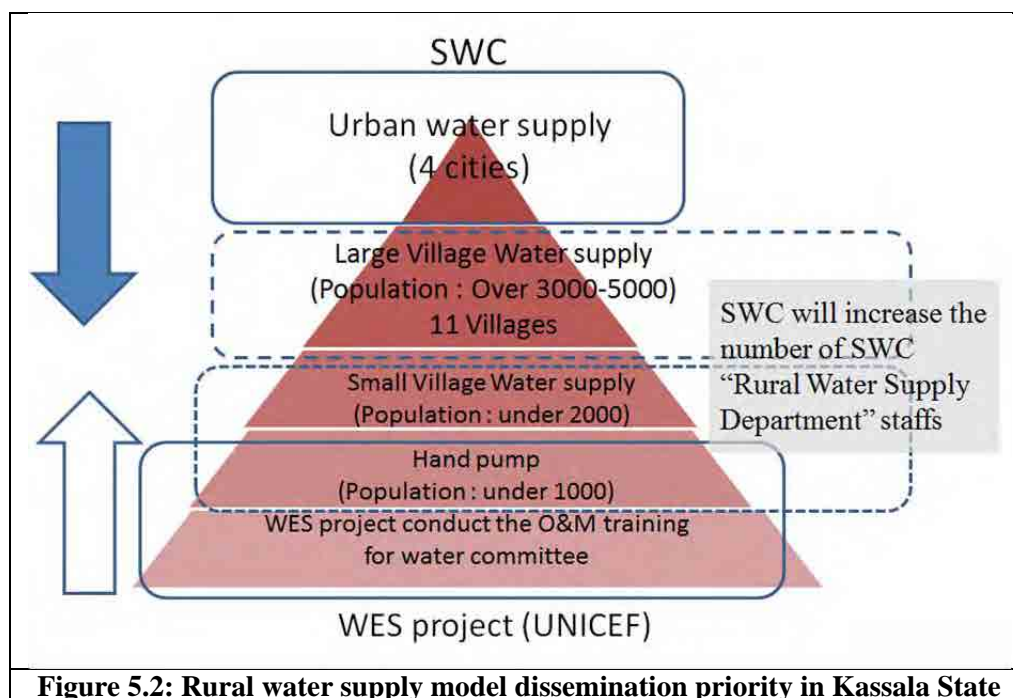 SWC
Urban water supply
(4 cities)
Large Village Water supply
(Population : Over 3000-5000)
11 Villages
SWC will increase the
number of SWC
“Rural Water Supply
Department” staffs
Small Village Water supply
(Population : under 2000)
Hand pump
(Population : under 1000)
WES project conduct the O&M training
for water committee
WES project (UNICEF)
Figure 5.2: Rural water supply model dissemination priority in Kassala State